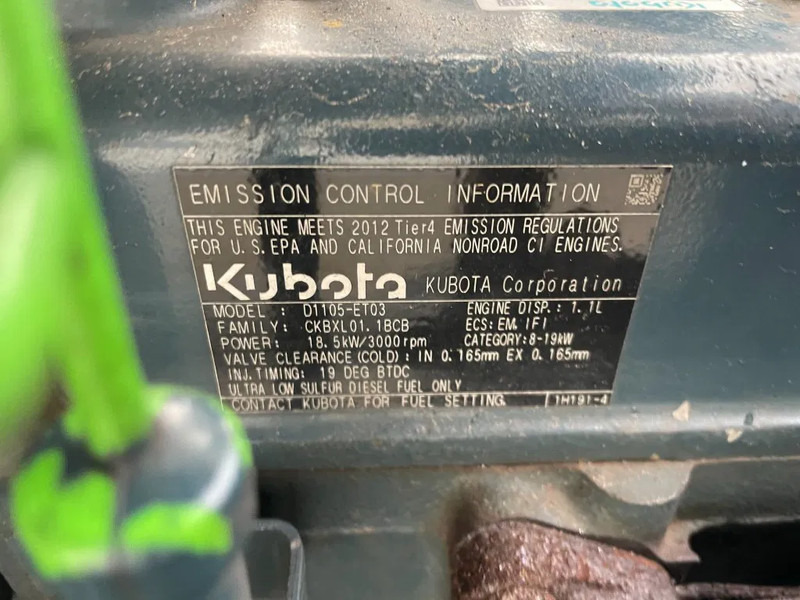 Kubota
EMISSION CONTROL INFORMATION
THIS ENGINE MEETS 2012 Tier4 EMISSION REGULATIONS
FOR U.S. EPA AND CALIFORNIA NONROAD CI ENGINES.
Kubota KUBOTA Corporation
MODEL : D1105-ET03 ENGINE DISP.: 1.1L
FAMILY: CKBXL01.1BCB ECS: EM, IFI
POWER: 18.5kW/3000rpm CATEGORY:8-19kW
VALVE CLEARANCE(COLD): IN 0.165mm EX 0.165mm
INJ.TIMING: 19 DEG BTDC
ULTRA LOW SULFUR DIESEL FUEL ONLY
CONTACT KUBOTA FOR FUEL SETTING. 1H191-4